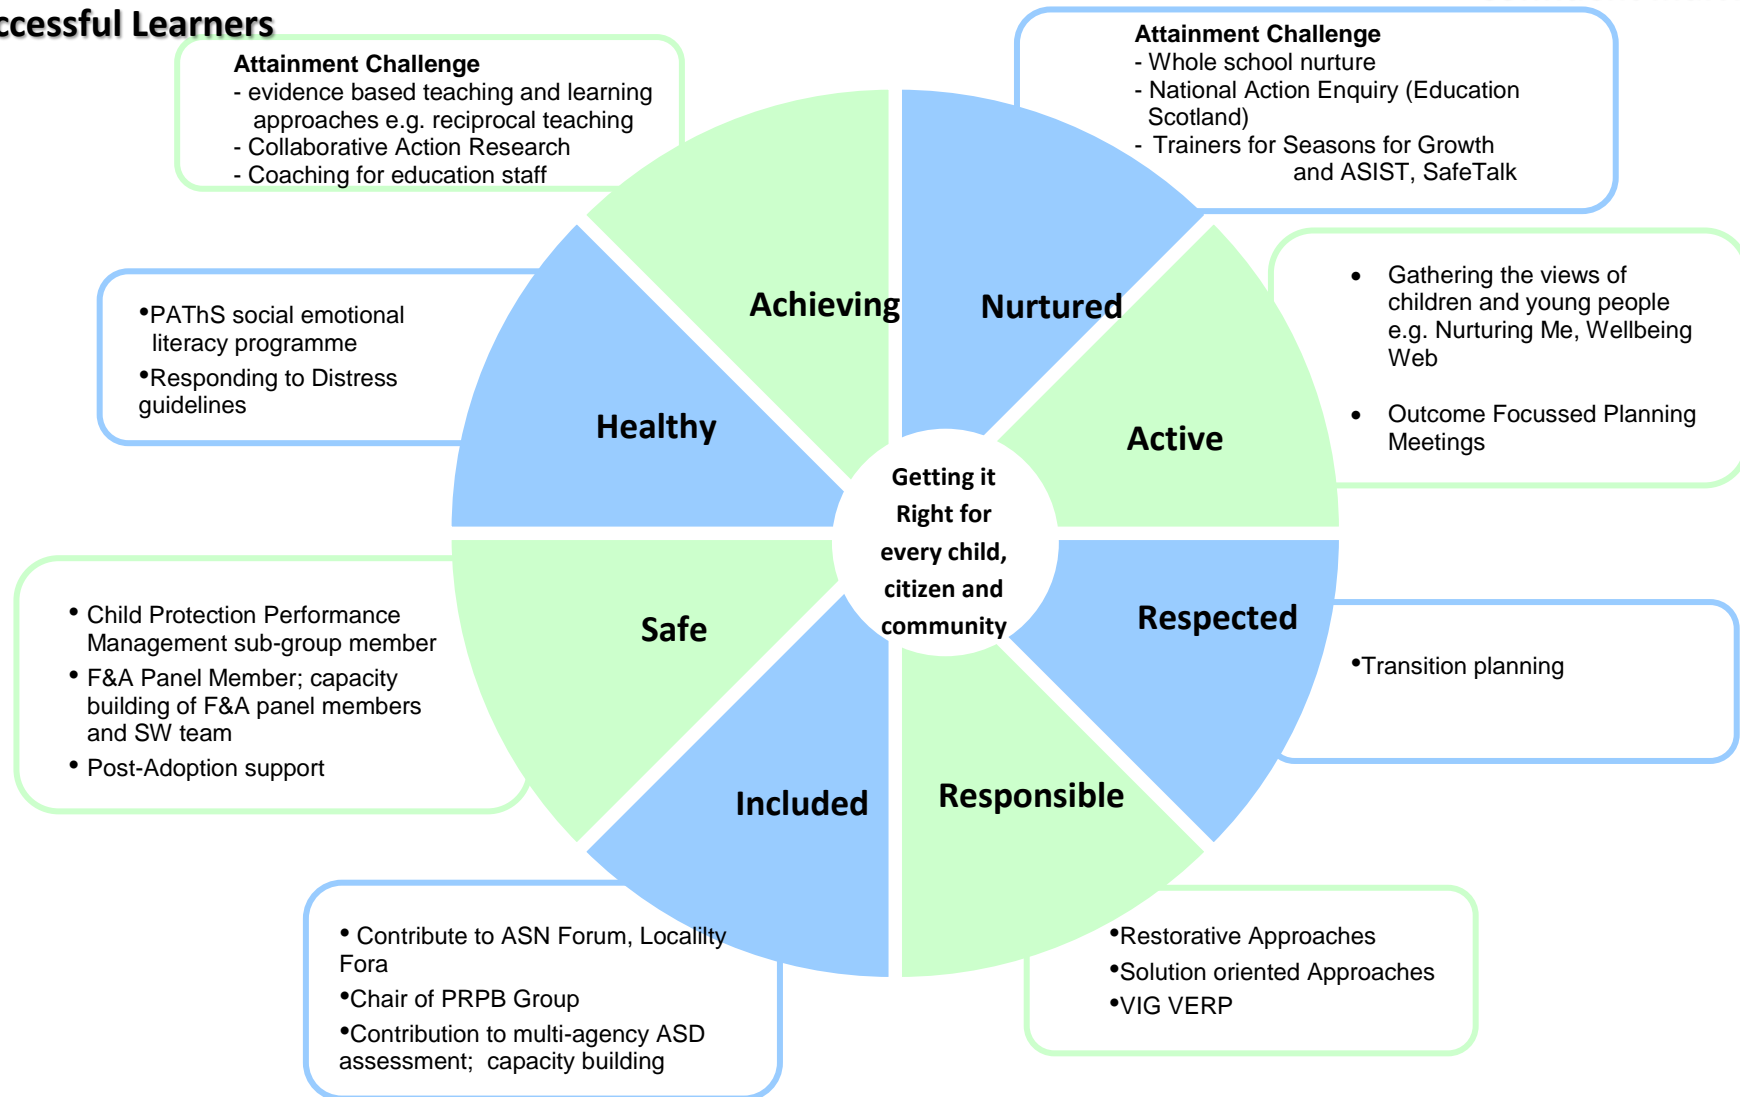 ccessful Learners
Attainment Challenge
- evidence based teaching and learning
approaches e.g. reciprocal teaching
- Collaborative Action Research
- Coaching for education staff
Attainment Challenge
- Whole school nurture
- National Action Enquiry (Education
Scotland)
- Trainers for Seasons for Growth
and ASIST, SafeTalk
•PAThS social emotional
literacy programme
•Responding to Distress
guidelines
• Gathering the views of
children and young people
e.g. Nurturing Me, Wellbeing
Web
• Outcome Focussed Planning
Meetings
Achieving
Nurtured
Healthy
Active
Getting it
Right for
every child,
citizen and
community
Safe
Respected
Included
Responsible
• Child Protection Performance
Management sub-group member
• F&A Panel Member; capacity
building of F&A panel members
and SW team
• Post-Adoption support
•Transition planning
• Contribute to ASN Forum, Localilty
Fora
•Chair of PRPB Group
•Contribution to multi-agency ASD
assessment; capacity building
•Restorative Approaches
•Solution oriented Approaches
•VIG VERP